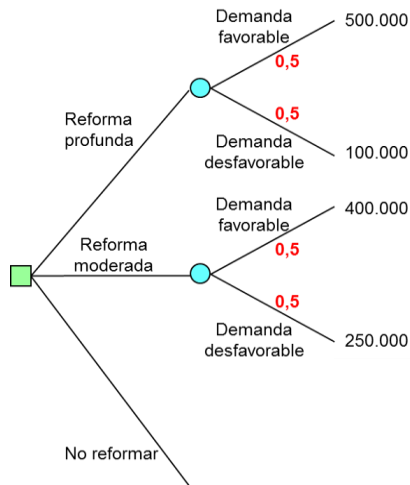 Demanda
favorable
500.000
0,5
Reforma
profunda
0,5
Demanda
desfavorable
100.000
Demanda
favorable
400.000
Reforma
moderada
0,5
0,5
Demanda
desfavorable
250.000
No reformar